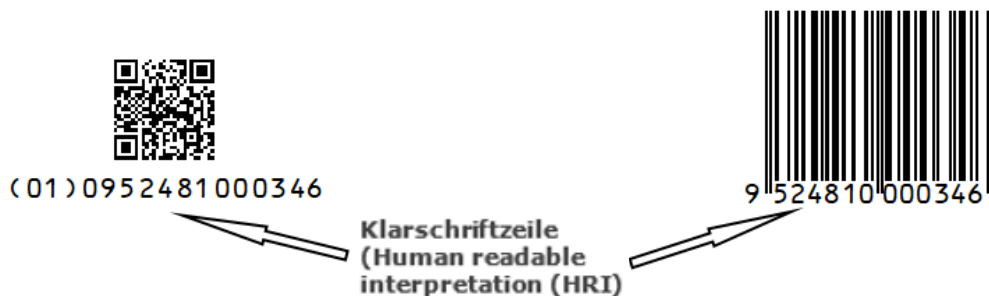 (01)0952481000346
9 524810 000346
Klarschriftzeile
(Human readable
interpretation (HRI)